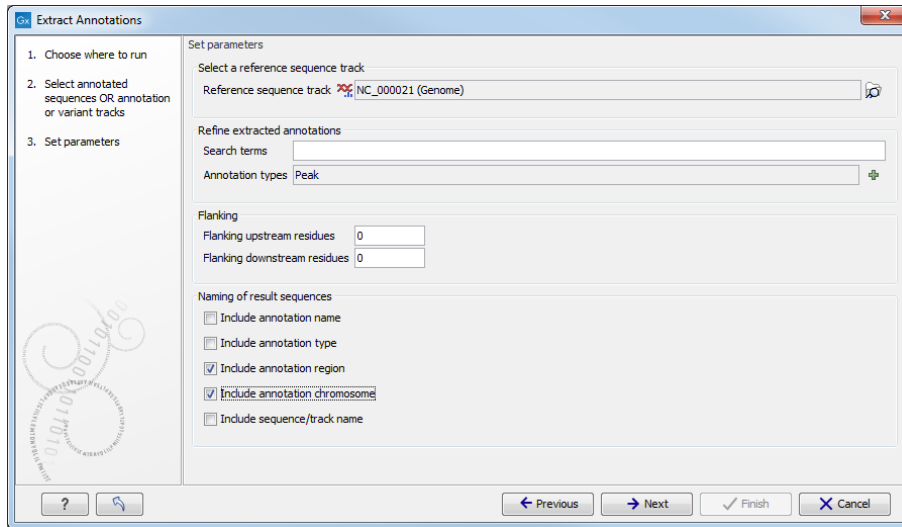 Gx Extract Annotations
X
1. Choose where to run
2. Select annotated
sequences OR annotation
or variant tracks
3. Set parameters
Set parameters
Select a reference sequence track
Reference sequence track NC_000021 (Genome)
Refine extracted annotations
Search terms
Annotation types Peak
Flanking
Flanking upstream residues 0
Flanking downstream residues 0
Naming of result sequences
Include annotation name
Include annotation type
Include annotation region
Include annotation chromosome
Include sequence/track name
? Previous Next Finish Cancel